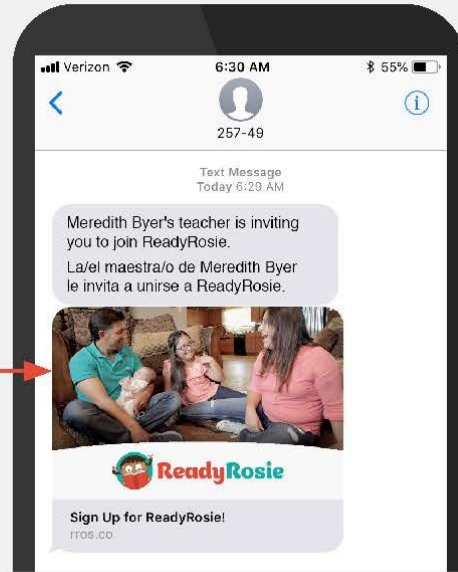 Verizon 6:30 AM 55%
257-49
Text Message
Today 6:29 AM
Meredith Byer's teacher is inviting
you to join ReadyRosie.
La/el maestra/o de Meredith Byer
le invita a unirse a ReadyRosie.
ReadyRosie
Sign Up for ReadyRosie!
rros.co